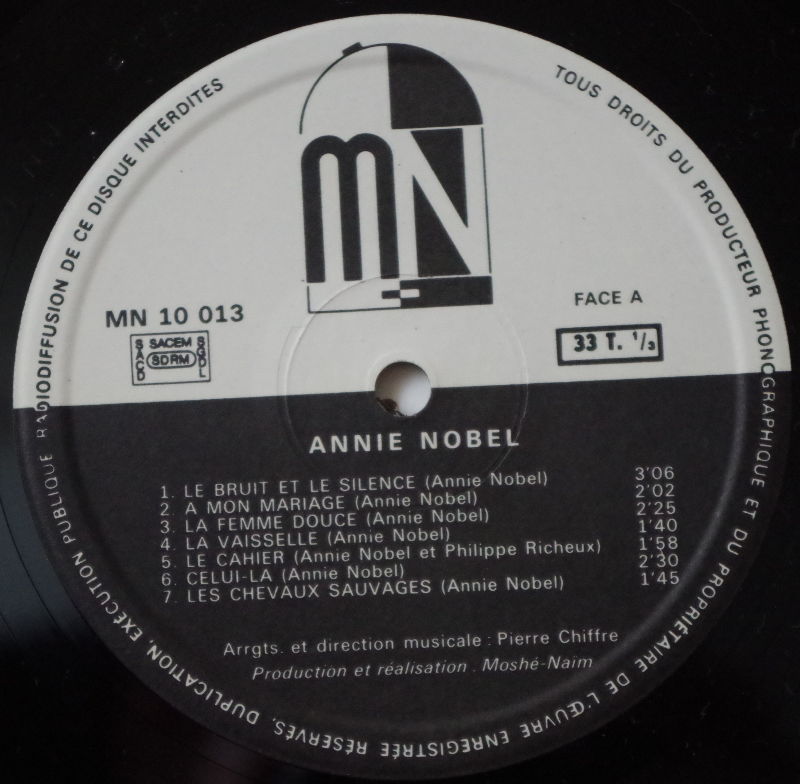 TOUS DROITS DU PRODUCTEUR PHONOGRAPHIQUE ET DU PROPRIÉTAIRE DE L'ŒUVRE ENREGISTRÉE RÉSERVÉS, DUPLICATION, EXÉCUTION PUBLIQUE RADIODIFFUSION DE CE DISQUE INTERDITES
MN
MN 10 013
FACE A
SACD SACEM SDRM SGDL
33 T. 1/3
ANNIE NOBEL
1. LE BRUIT ET LE SILENCE (Annie Nobel) 3'06
2. A MON MARIAGE (Annie Nobel) 2'02
3. LA FEMME DOUCE (Annie Nobel) 2'25
4. LA VAISSELLE (Annie Nobel) 1'40
5. LE CAHIER (Annie Nobel et Philippe Richeux) 1'58
6. CELUI-LA (Annie Nobel) 2'30
7. LES CHEVAUX SAUVAGES (Annie Nobel) 1'45
Arrgts. et direction musicale : Pierre Chiffre
Production et réalisation . Moshé-Naïm